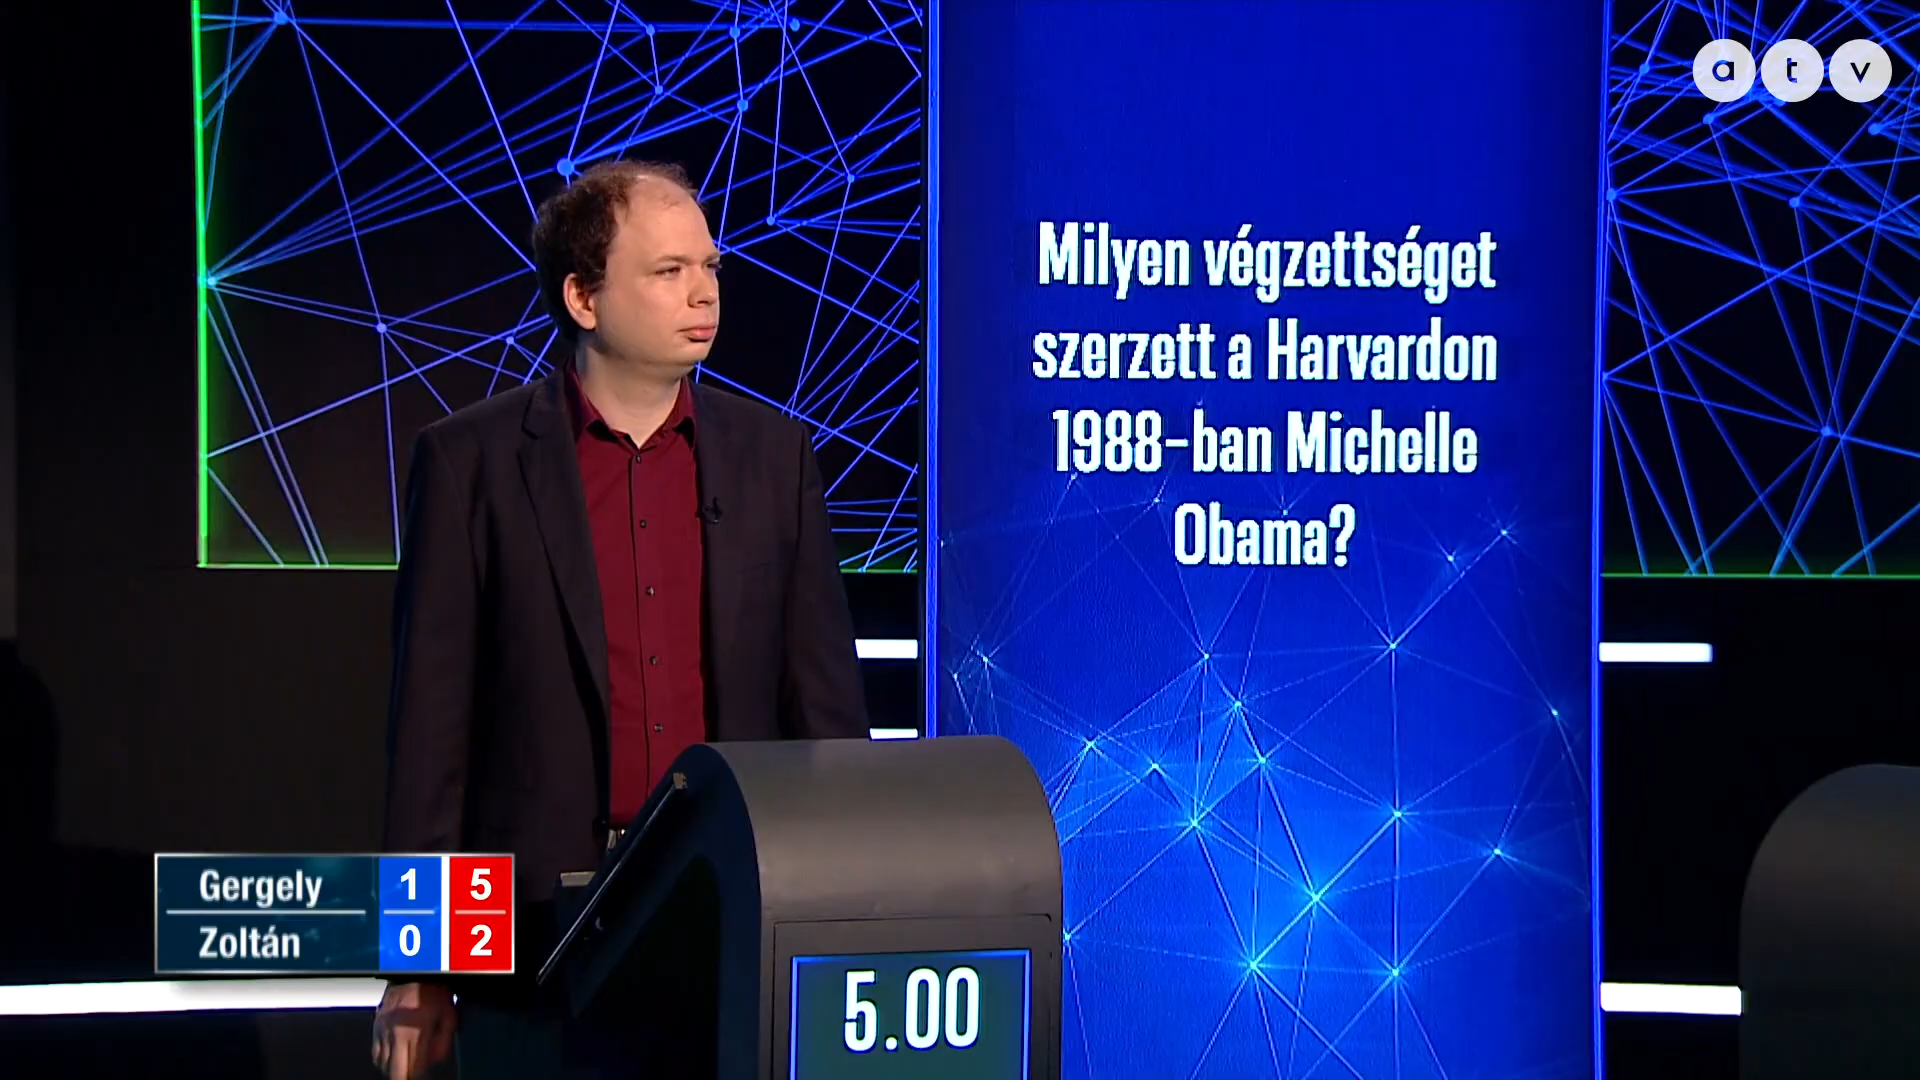 atv
Milyen végzettséget
szerzett a Harvardon
1988-ban Michelle
Obama?
Gergely 1 5
Zoltán 0 2
5.00